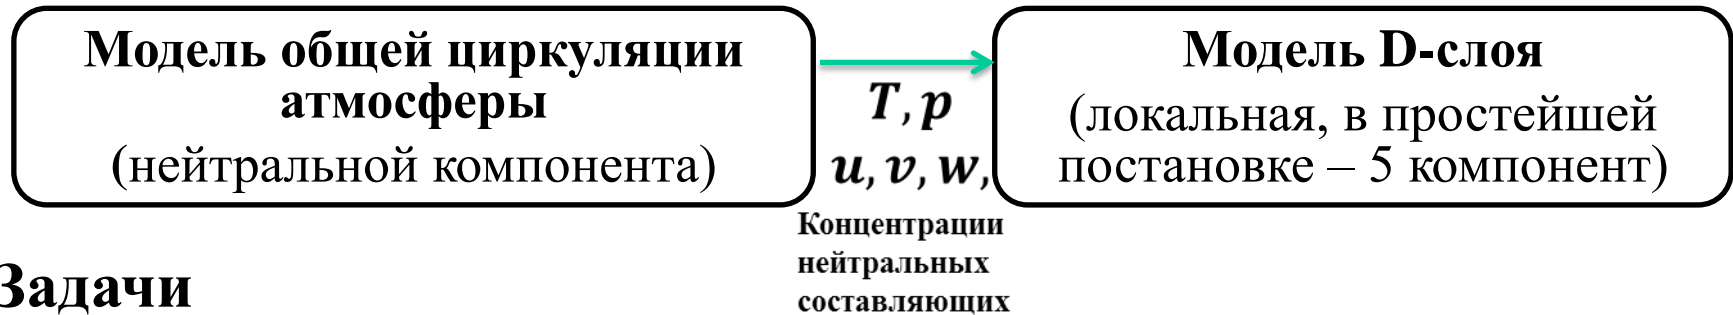 Модель общей циркуляции
атмосферы
(нейтральной компонента)
T, p
u, v, w,
Концентрации
нейтральных
составляющих
Модель D-слоя
(локальная, в простейшей
постановке – 5 компонент)
Задачи